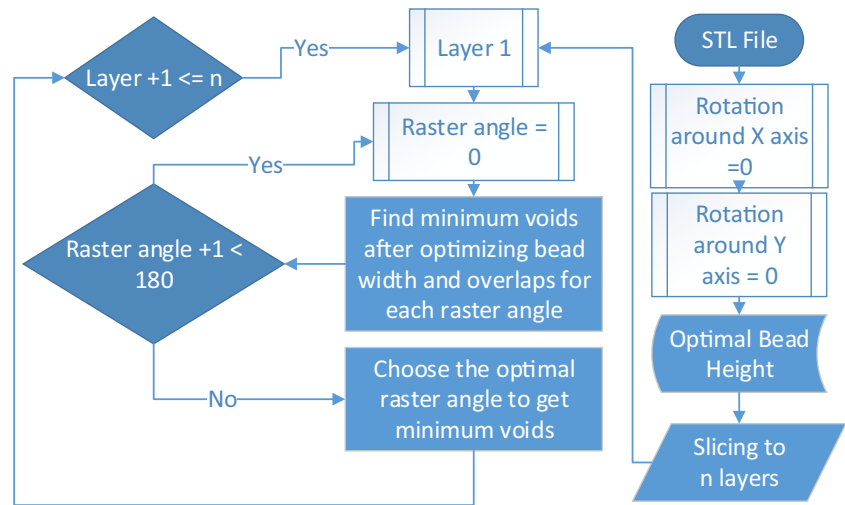 STL File
Rotation
around X axis
=0
Rotation
around Y
axis = 0
Optimal Bead
Height
Slicing to
n layers
Layer 1
Raster angle =
0
Find minimum voids
after optimizing bead
width and overlaps for
each raster angle
Raster angle +1 <
180
Yes
No
Choose the optimal
raster angle to get
minimum voids
Layer +1 <= n
Yes